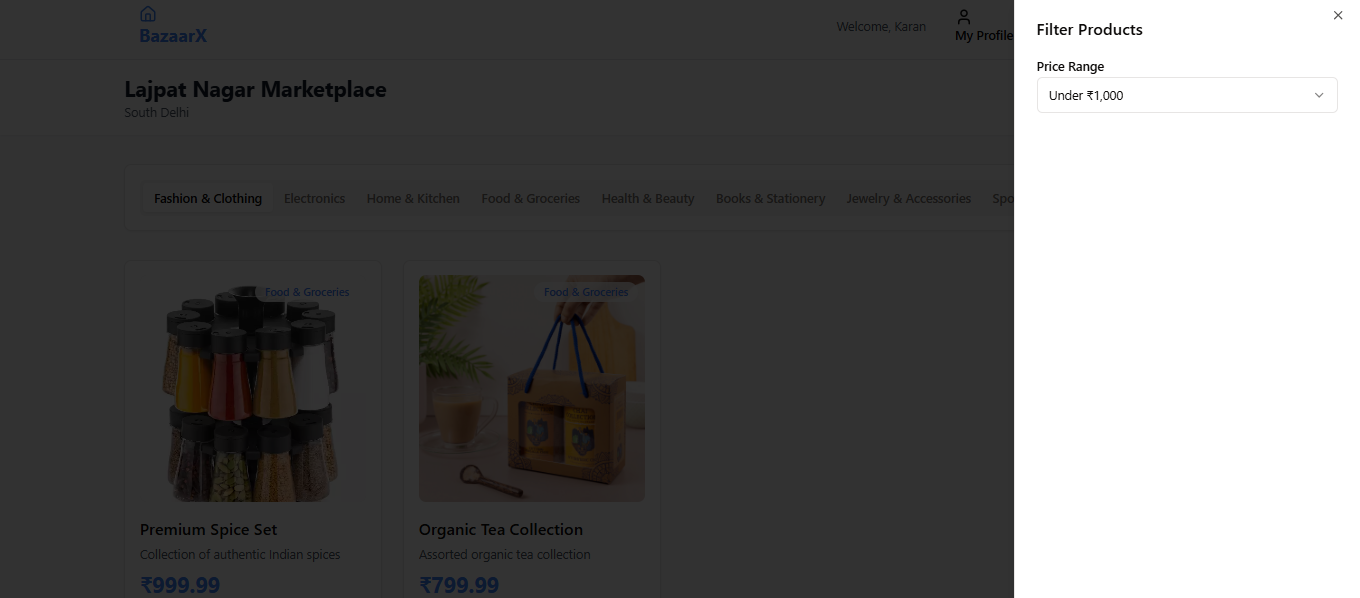 BazaarX
Welcome, Karan
My Profile
Lajpat Nagar Marketplace
South Delhi
Fashion & Clothing Electronics Home & Kitchen Food & Groceries Health & Beauty Books & Stationery Jewelry & Accessories Spo
Food & Groceries
Premium Spice Set
Collection of authentic Indian spices
₹999.99
Food & Groceries
Organic Tea Collection
Assorted organic tea collection
₹799.99
Filter Products
Price Range
Under ₹1,000